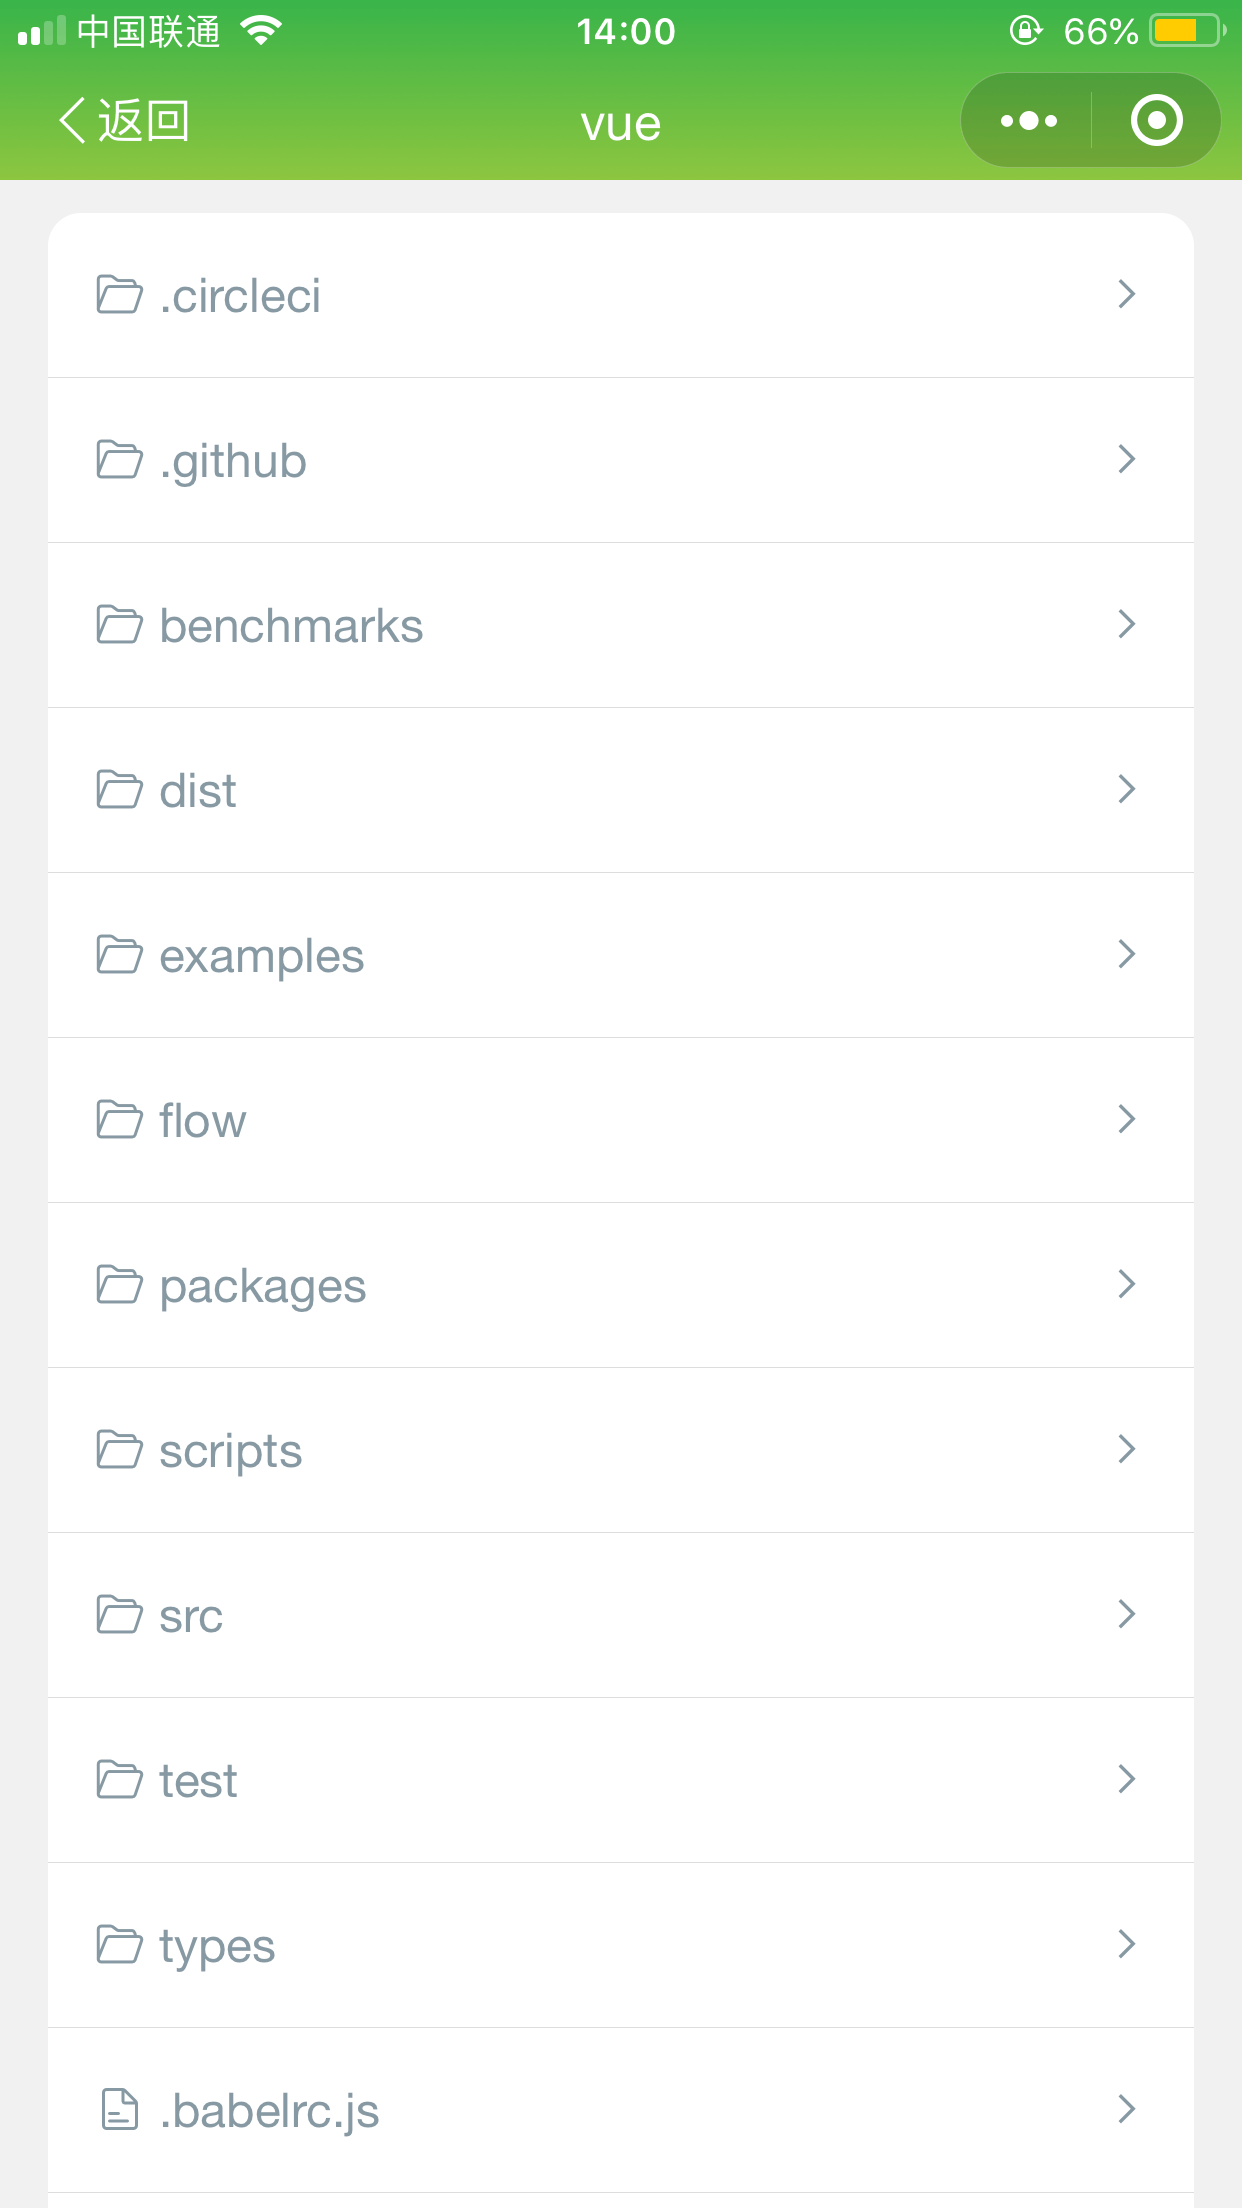 中国联通 14:00 66%
返回 vue
.circleci
.github
benchmarks
dist
examples
flow
packages
scripts
src
test
types
.babelrc.js